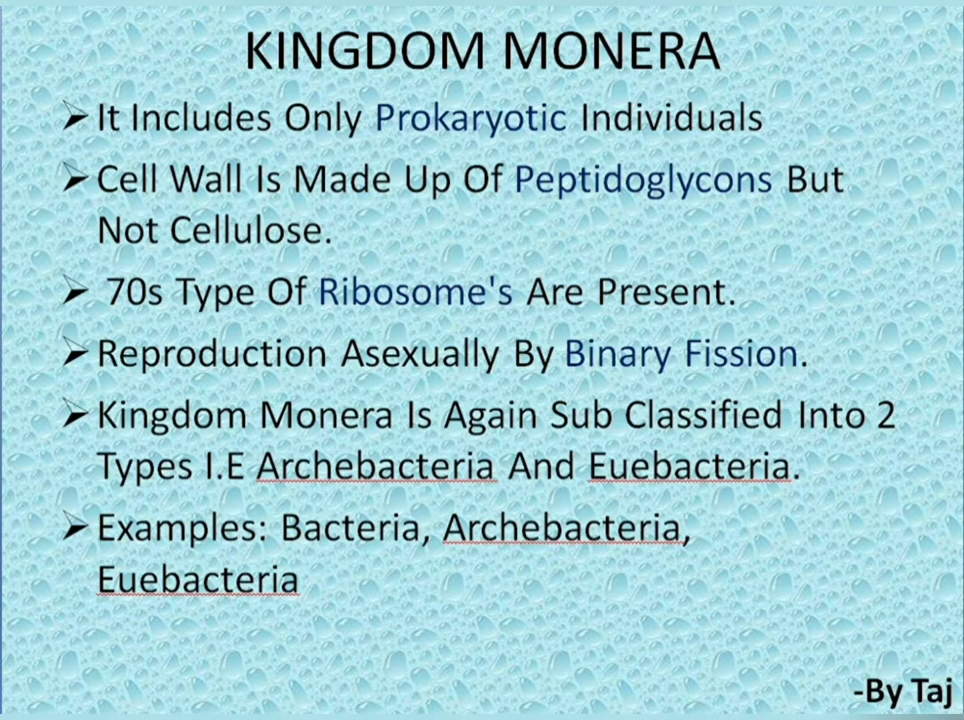 KINGDOM MONERA
➢It Includes Only Prokaryotic Individuals
➢Cell Wall Is Made Up Of Peptidoglycons But
Not Cellulose.
➢ 70s Type Of Ribosome's Are Present.
➢Reproduction Asexually By Binary Fission.
➢Kingdom Monera Is Again Sub Classified Into 2
Types I.E Archebacteria And Euebacteria.
➢Examples: Bacteria, Archebacteria,
Euebacteria
-By Taj